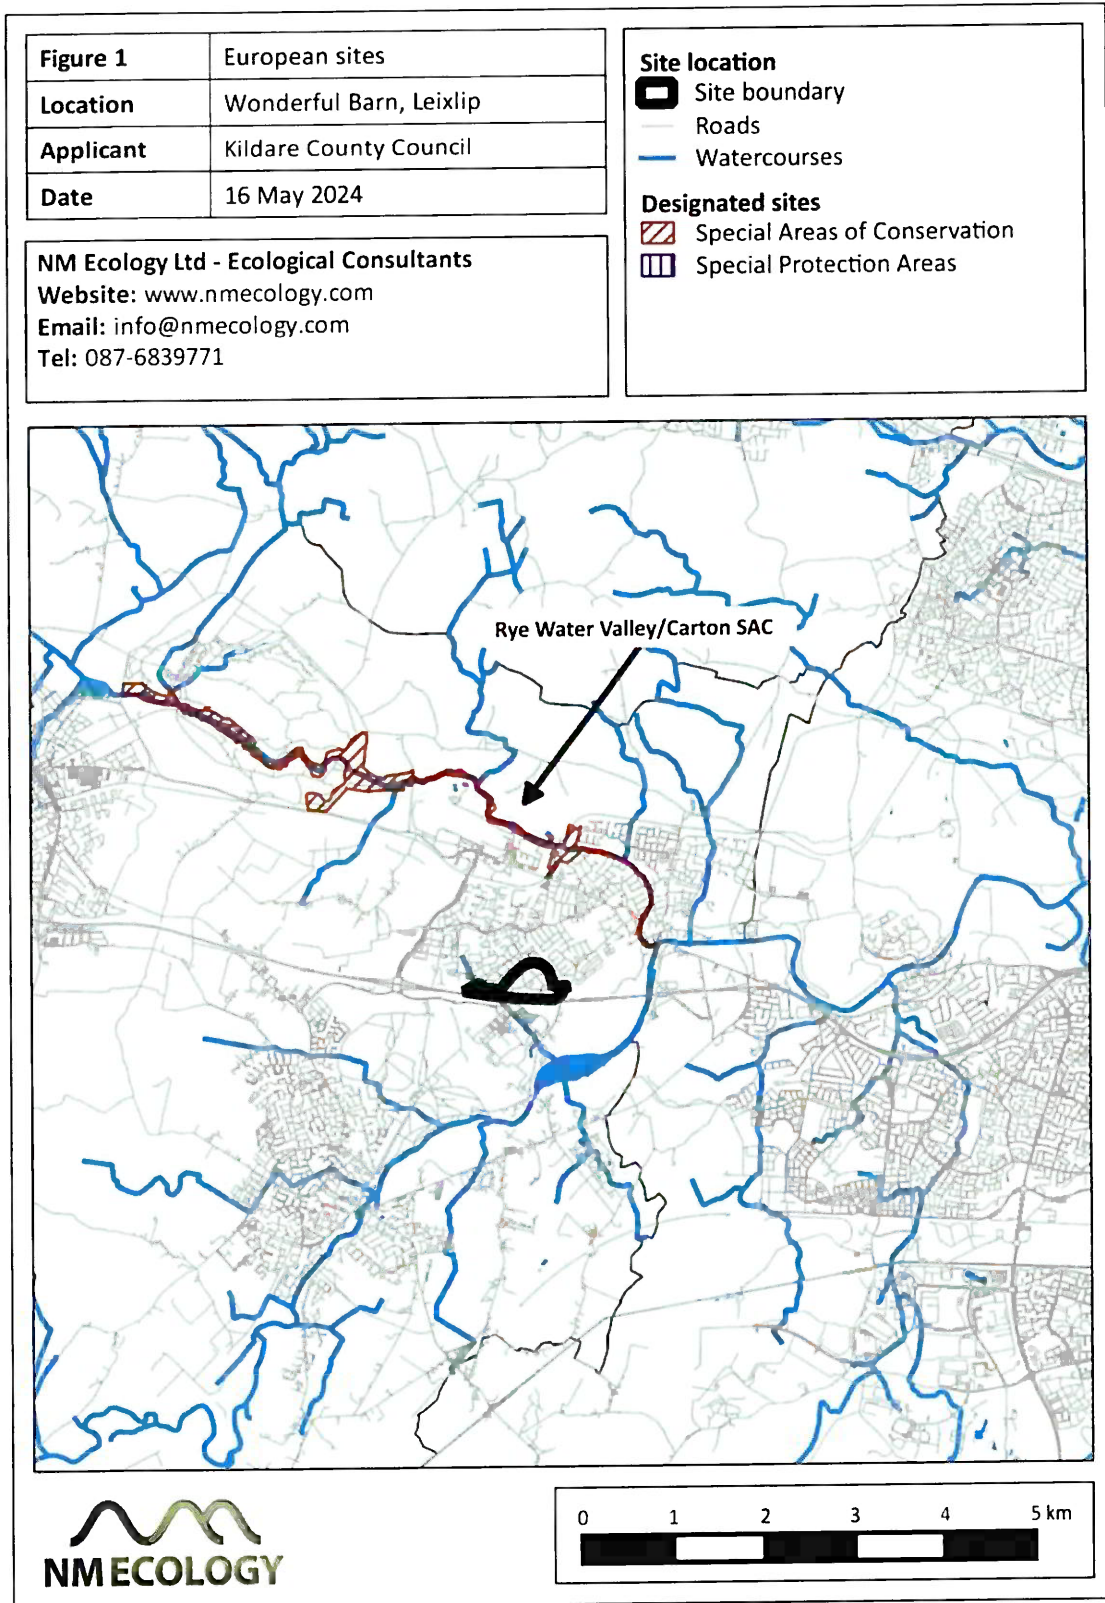 Figure 1 European sites
Location Wonderful Barn, Leixlip
Applicant Kildare County Council
Date 16 May 2024
NM Ecology Ltd - Ecological Consultants
Website: www.nmecology.com
Email: info@nmecology.com
Tel: 087-6839771
Site location
Site boundary
Roads
Watercourses
Designated sites
Special Areas of Conservation
Special Protection Areas
Rye Water Valley/Carton SAC
NMECOLOGY
0 1 2 3 4 5 km